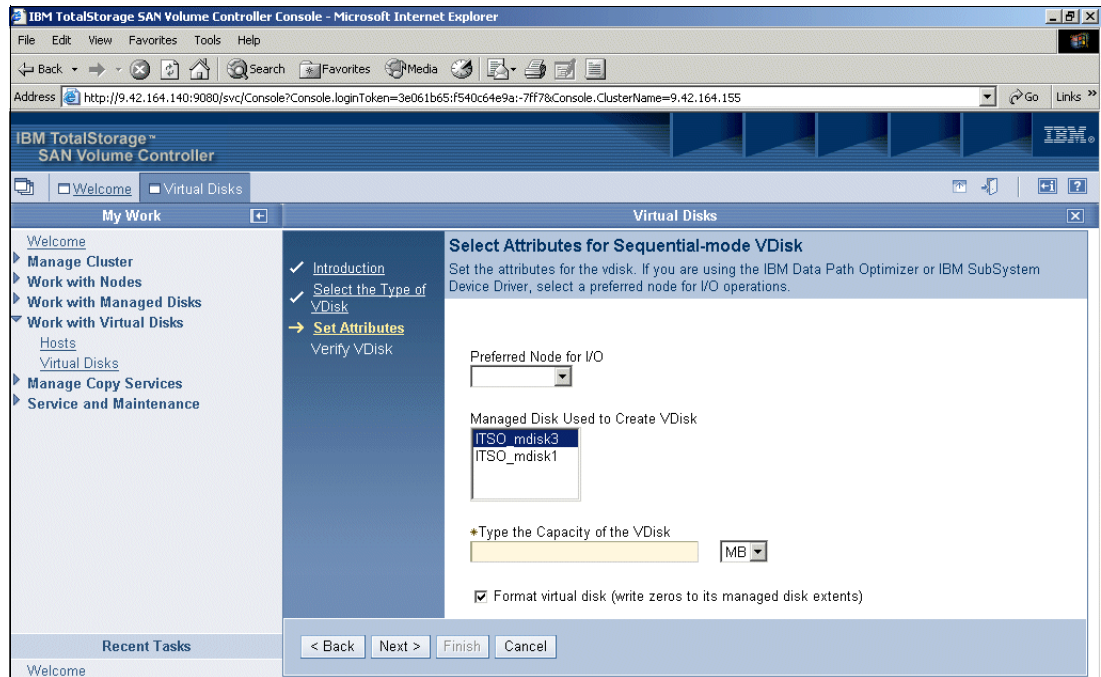 IBM TotalStorage SAN Volume Controller Console - Microsoft Internet Explorer
File Edit View Favorites Tools Help
Back Search Favorites Media
Address http://9.42.164.140:9080/svc/Console?Console.loginToken=3e061b65:f540c64e9a:-7ff7&Console.ClusterName=9.42.164.155 Go Links »
IBM TotalStorage™
SAN Volume Controller
IBM®
Welcome Virtual Disks
My Work
Virtual Disks
Welcome
Manage Cluster
Work with Nodes
Work with Managed Disks
Work with Virtual Disks
Hosts
Virtual Disks
Manage Copy Services
Service and Maintenance
Recent Tasks
Welcome
Introduction
Select the Type of
VDisk
Set Attributes
Verify VDisk
Select Attributes for Sequential-mode VDisk
Set the attributes for the vdisk. If you are using the IBM Data Path Optimizer or IBM SubSystem
Device Driver, select a preferred node for I/O operations.
Preferred Node for I/O
Managed Disk Used to Create VDisk
ITSO_mdisk3
ITSO_mdisk1
Type the Capacity of the VDisk
MB
Format virtual disk (write zeros to its managed disk extents)
< Back Next > Finish Cancel